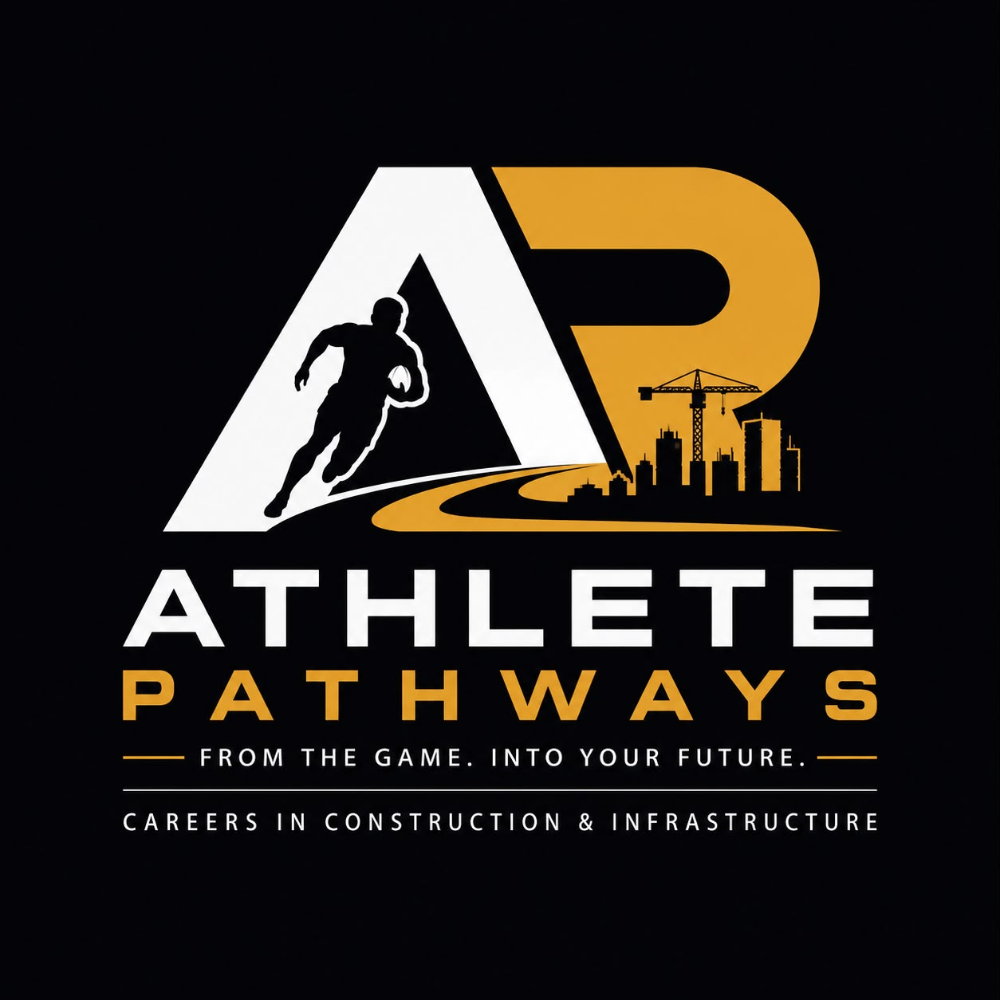 AP
ATHLETE
PATHWAYS
FROM THE GAME. INTO YOUR FUTURE.
CAREERS IN CONSTRUCTION & INFRASTRUCTURE